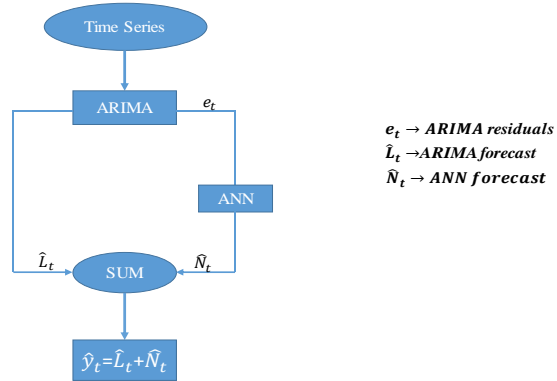 Time Series
ARIMA
e_t
ANN
L̂_t
SUM
N̂_t
ŷ_t=L̂_t+N̂_t
e_t → ARIMA residuals
L̂_t →ARIMA forecast
N̂_t → ANN forecast